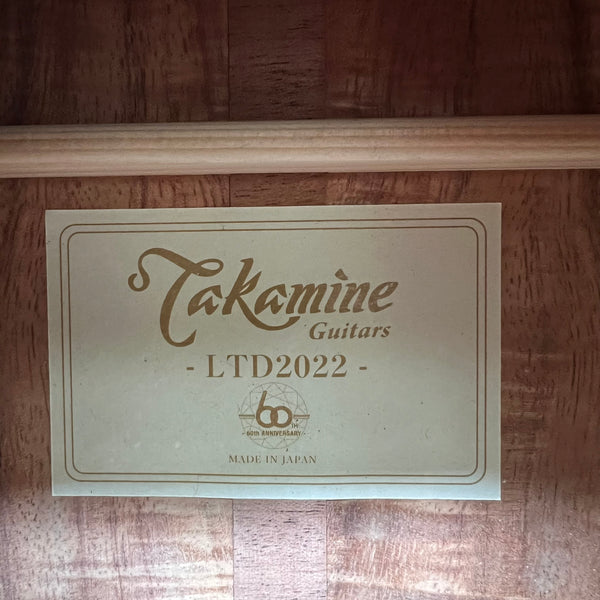 Takamine
Guitars
- LTD2022 -
60TH
- 60th ANNIVERSARY -
MADE IN JAPAN